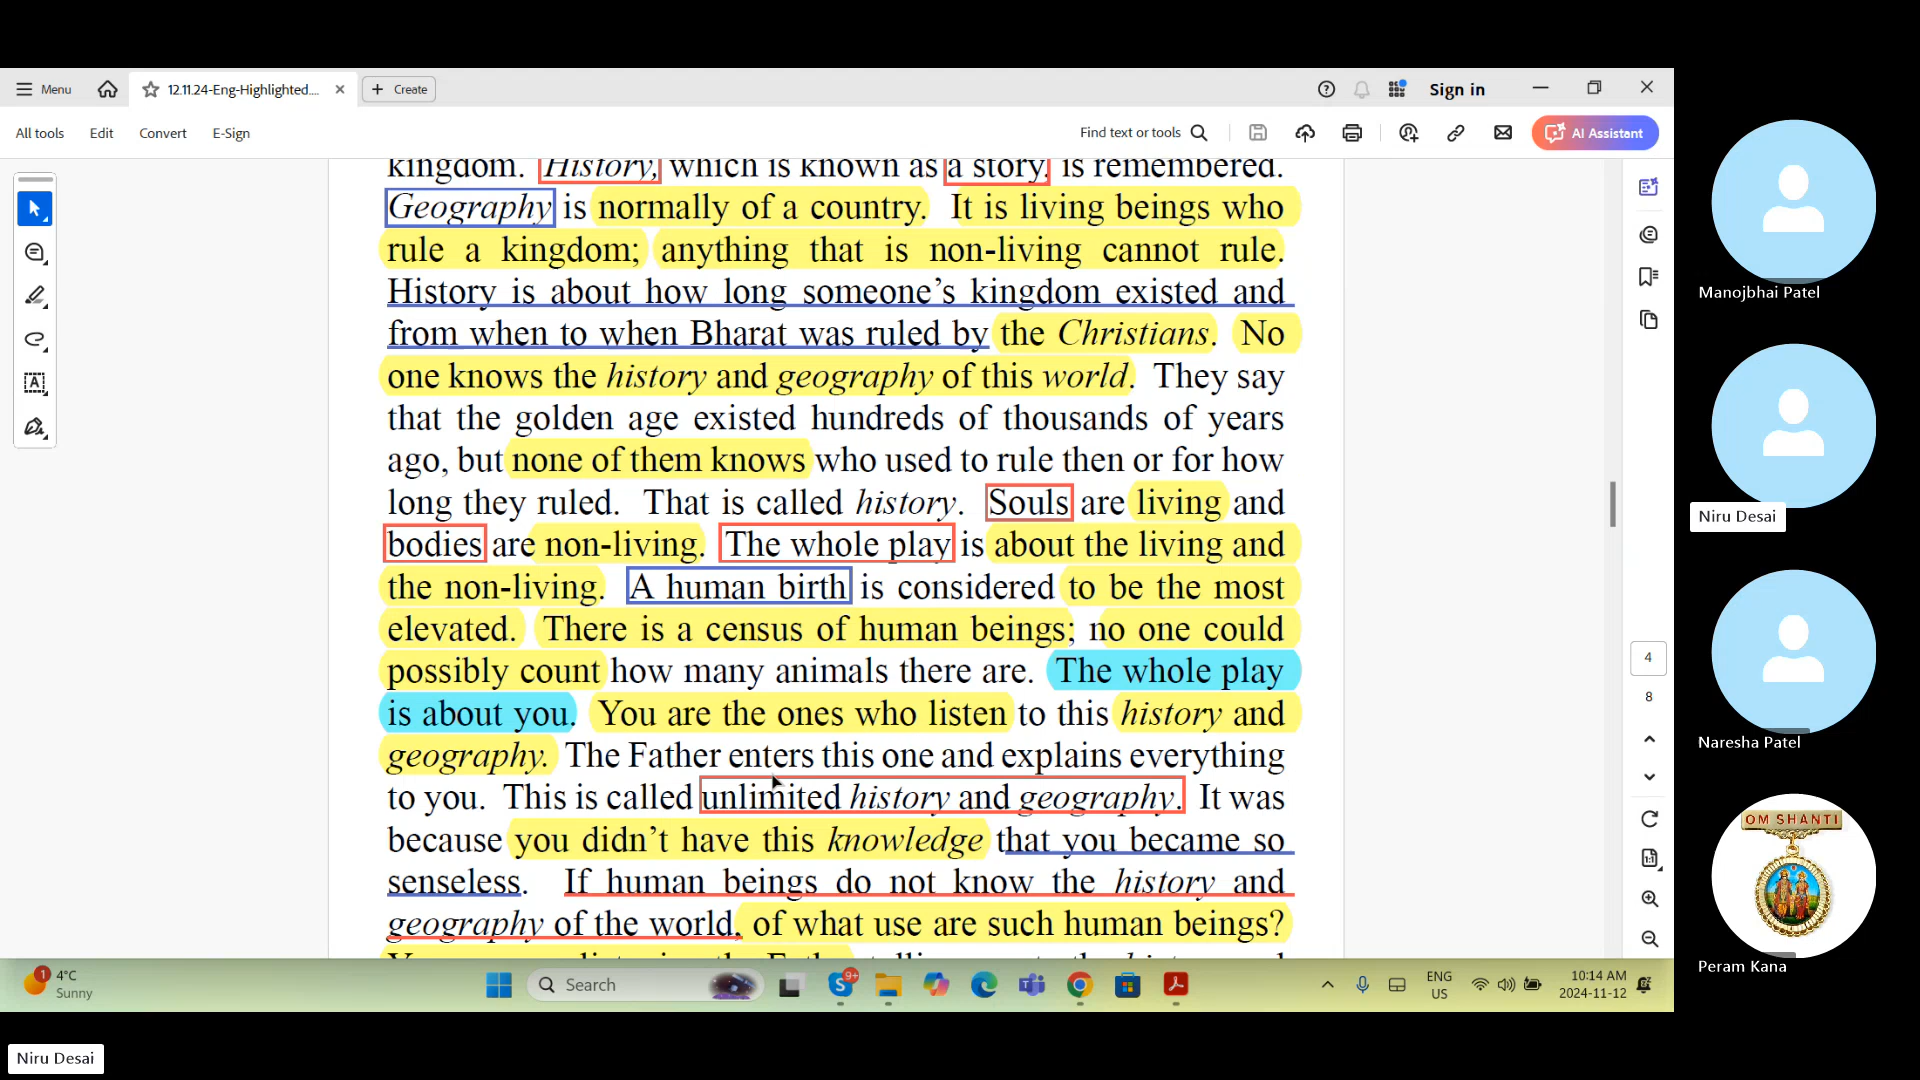 Menu
12.11.24-Eng-Highlighted....
Create
Sign in
All tools
Edit
Convert
E-Sign
Find text or tools
AI Assistant
kingdom. History, which is known as a story, is remembered.
Geography is normally of a country. It is living beings who
rule a kingdom; anything that is non-living cannot rule.
History is about how long someone’s kingdom existed and
from when to when Bharat was ruled by the Christians. No
one knows the history and geography of this world. They say
that the golden age existed hundreds of thousands of years
ago, but none of them knows who used to rule then or for how
long they ruled. That is called history. Souls are living and
bodies are non-living. The whole play is about the living and
the non-living. A human birth is considered to be the most
elevated. There is a census of human beings; no one could
possibly count how many animals there are. The whole play
is about you. You are the ones who listen to this history and
geography. The Father enters this one and explains everything
to you. This is called unlimited history and geography. It was
because you didn’t have this knowledge that you became so
senseless. If human beings do not know the history and
geography of the world, of what use are such human beings?
4
8
Manojbhai Patel
Niru Desai
Naresha Patel
OM SHANTI
Peram Kana
1
4°C
Sunny
Search
9+
ENG
US
10:14 AM
2024-11-12
Niru Desai